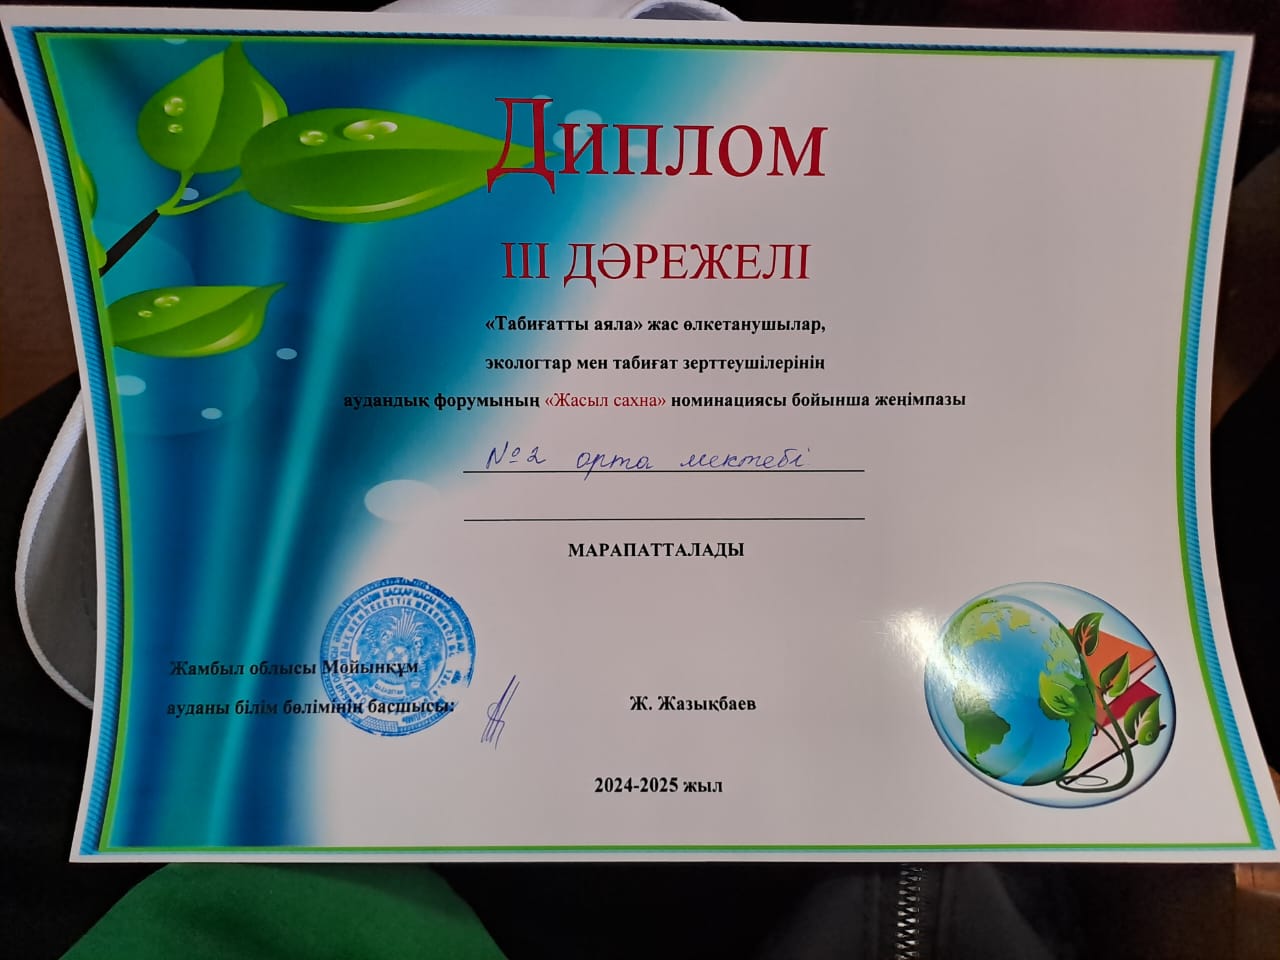 Диплом
III ДӘРЕЖЕЛІ
«Табиғатты аяла» жас өлкетанушылар,
экологтар мен табиғат зерттеушілерінің
аудандық форумының «Жасыл сахна» номинациясы бойынша жеңімпазы
№2 орта мектебі
МАРАПАТТАЛАДЫ
Жамбыл облысы Мойынқұм
ауданы білім бөлімінің басшысы:
Ж. Жазықбаев
2024-2025 жыл